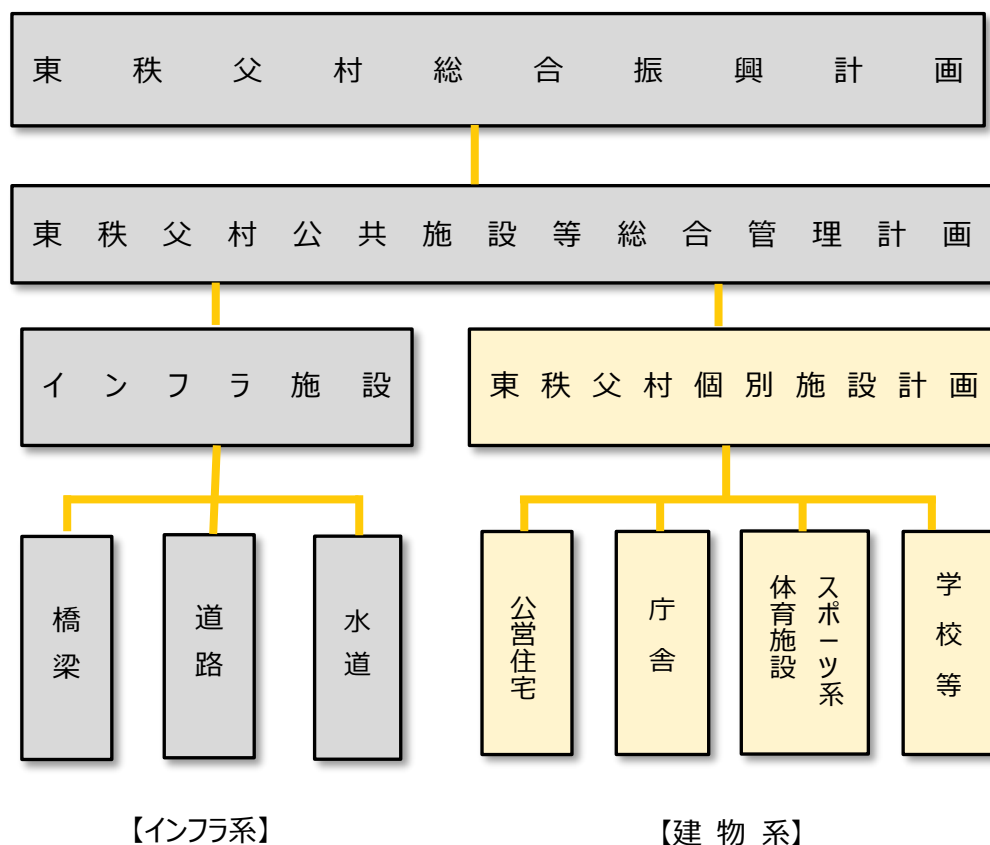 東秩父村総合振興計画
東秩父村公共施設等総合管理計画
インフラ施設
東秩父村個別施設計画
橋梁
道路
水道
公営住宅
庁舎
スポーツ系
体育施設
学校等
【インフラ系】
【建物系】